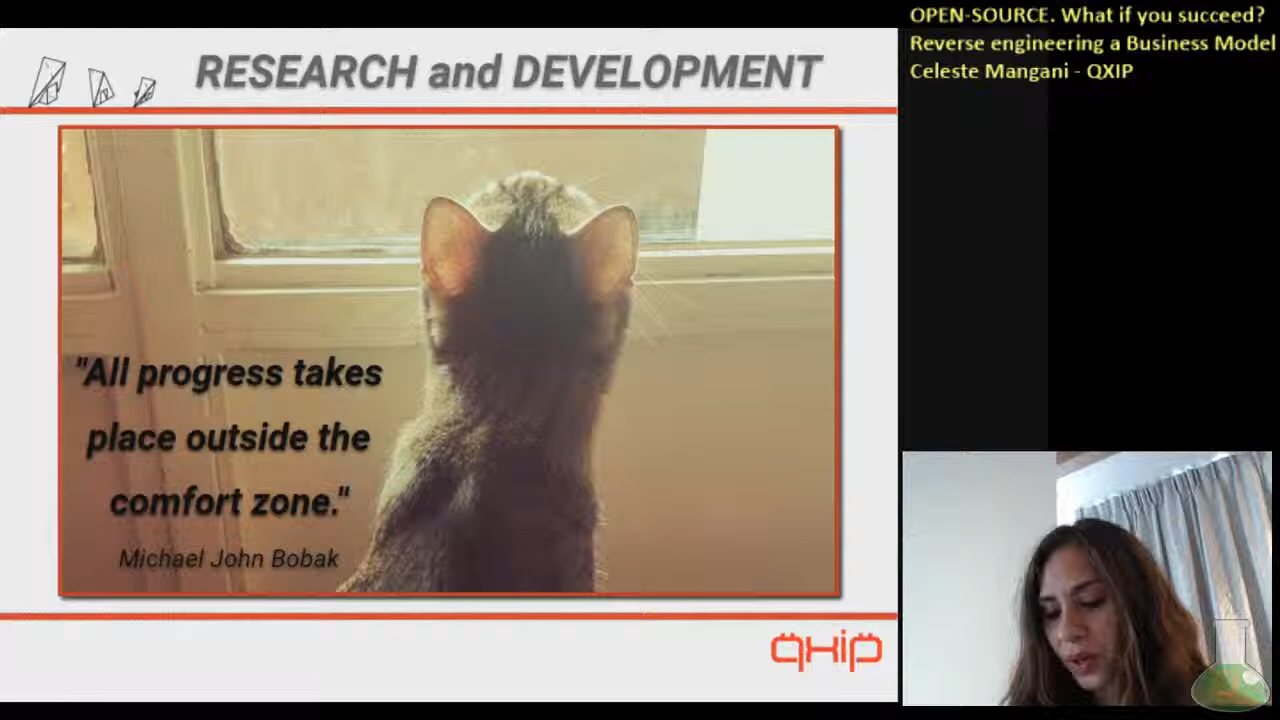 OPEN-SOURCE. What if you succeed?
Reverse engineering a Business Model
Celeste Mangani - QXIP
RESEARCH and DEVELOPMENT
"All progress takes
place outside the
comfort zone."
Michael John Bobak
qxip